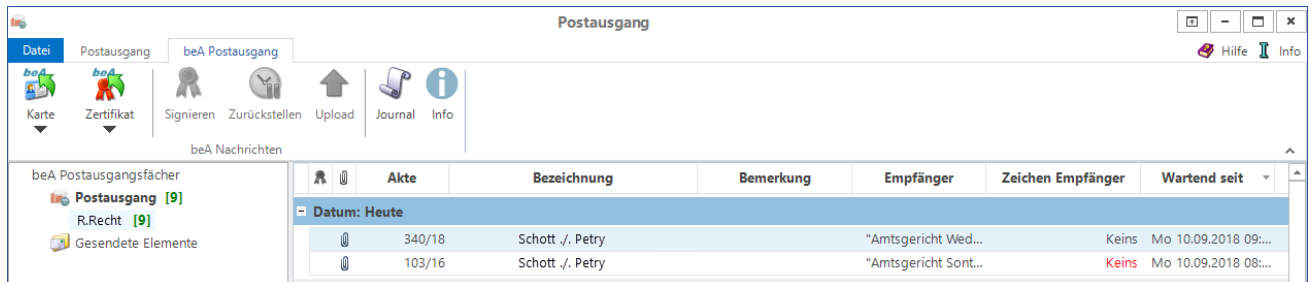 Postausgang
Datei Postausgang beA Postausgang Hilfe Info
beA beA
Karte Zertifikat Signieren Zurückstellen Upload Journal Info
beA Nachrichten
beA Postausgangsfächer
Postausgang [9]
R.Recht [9]
Gesendete Elemente
Akte Bezeichnung Bemerkung Empfänger Zeichen Empfänger Wartend seit
Datum: Heute
340/18 Schott ./. Petry "Amtsgericht Wed... Keins Mo 10.09.2018 09:...
103/16 Schott ./. Petry "Amtsgericht Sont... Keins Mo 10.09.2018 08:...